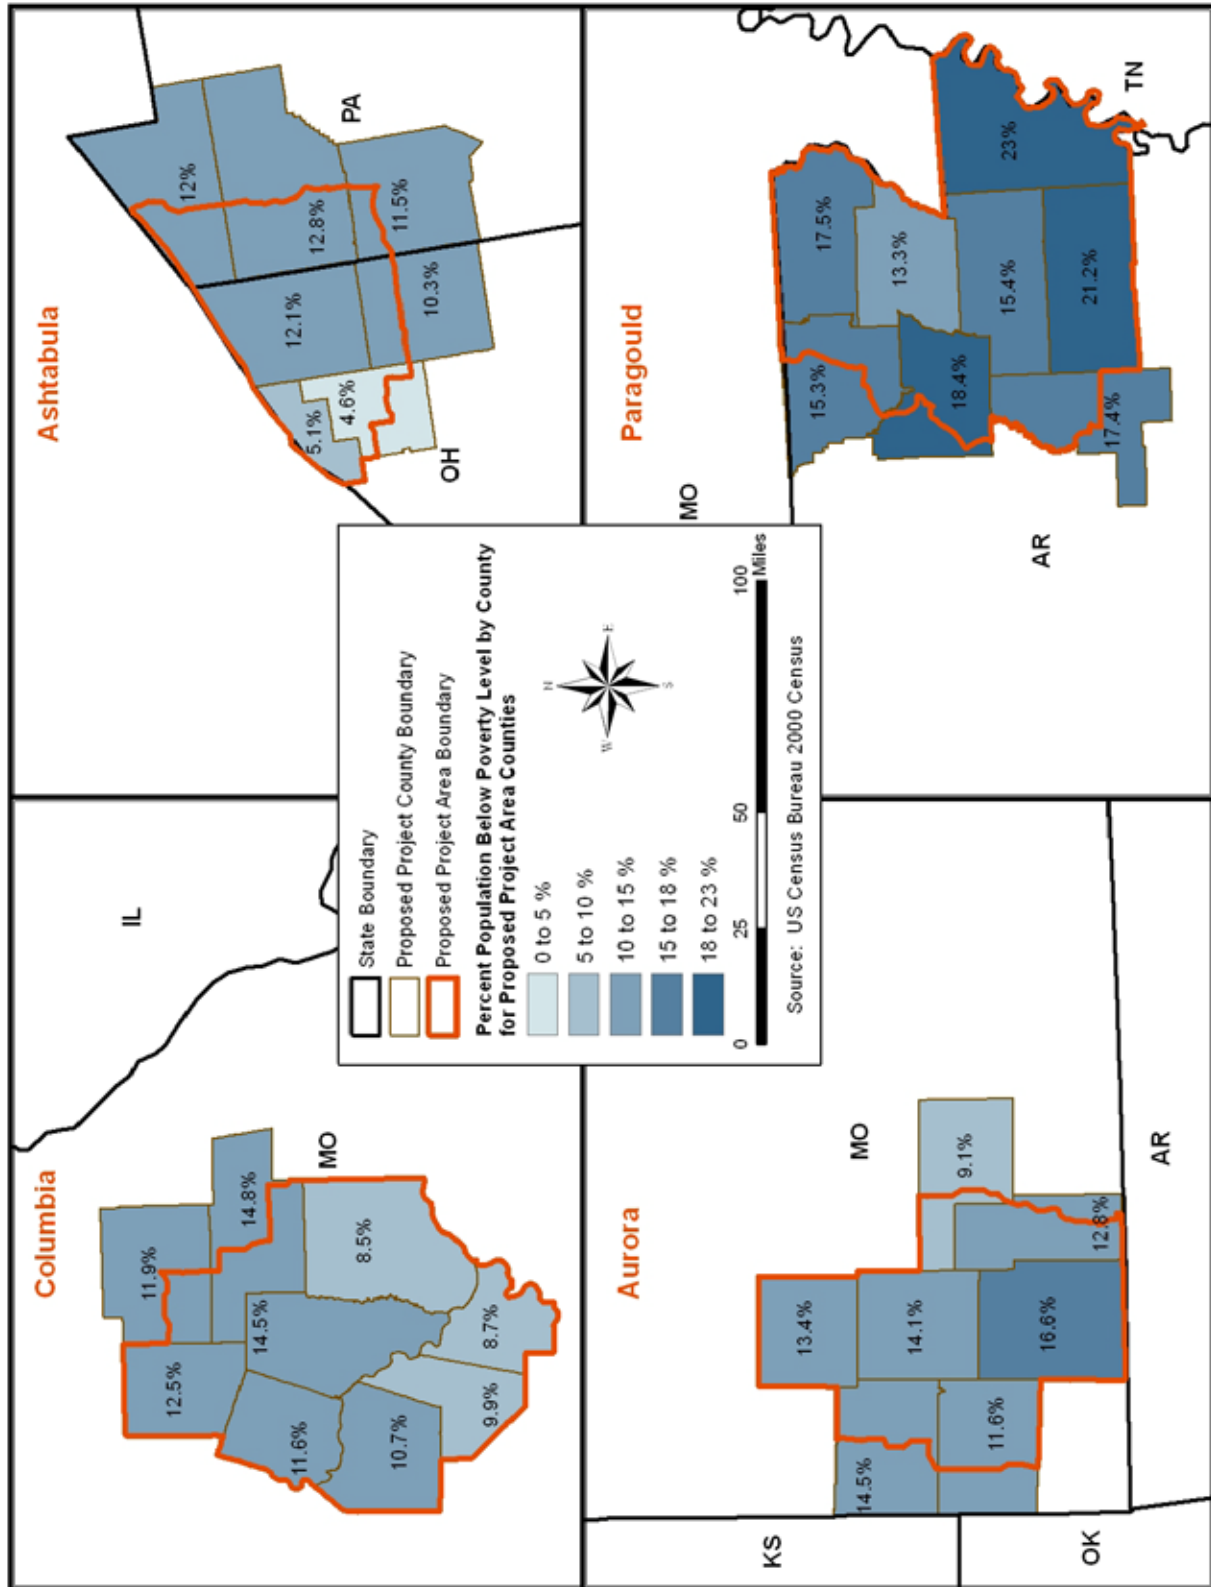 Columbia
IL
MO
11.9%
14.8%
12.5%
14.5%
8.5%
11.6%
10.7%
9.9%
8.7%
Ashtabula
PA
OH
12%
12.8%
11.5%
12.1%
10.3%
5.1%
4.6%
State Boundary
Proposed Project County Boundary
Proposed Project Area Boundary
Percent Population Below Poverty Level by County
for Proposed Project Area Counties
0 to 5 %
5 to 10 %
10 to 15 %
15 to 18 %
18 to 23 %
N
W
E
S
0
25
50
100
Miles
Source: US Census Bureau 2000 Census
Aurora
KS
MO
OK
AR
13.4%
14.5%
14.1%
9.1%
11.6%
16.6%
12.8%
Paragould
MO
AR
TN
15.3%
17.5%
13.3%
18.4%
15.4%
23%
17.4%
21.2%